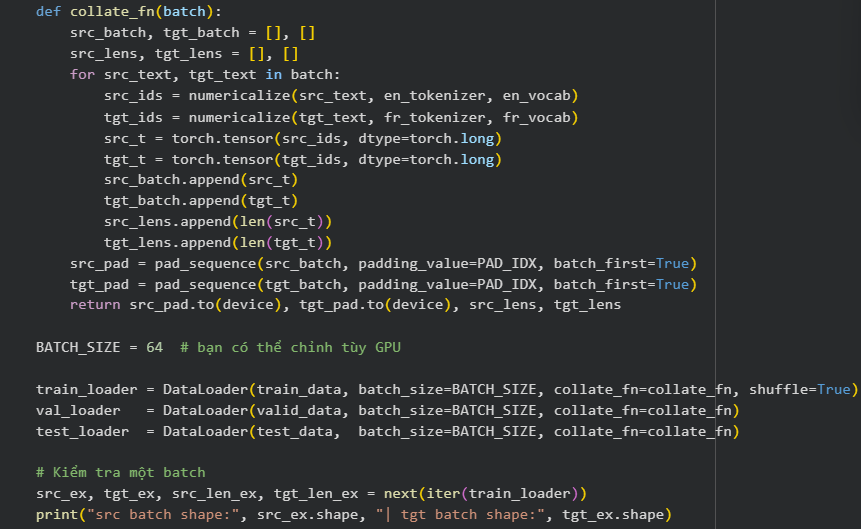 def collate_fn(batch):
    src_batch, tgt_batch = [], []
    src_lens, tgt_lens = [], []
    for src_text, tgt_text in batch:
        src_ids = numericalize(src_text, en_tokenizer, en_vocab)
        tgt_ids = numericalize(tgt_text, fr_tokenizer, fr_vocab)
        src_t = torch.tensor(src_ids, dtype=torch.long)
        tgt_t = torch.tensor(tgt_ids, dtype=torch.long)
        src_batch.append(src_t)
        tgt_batch.append(tgt_t)
        src_lens.append(len(src_t))
        tgt_lens.append(len(tgt_t))
    src_pad = pad_sequence(src_batch, padding_value=PAD_IDX, batch_first=True)
    tgt_pad = pad_sequence(tgt_batch, padding_value=PAD_IDX, batch_first=True)
    return src_pad.to(device), tgt_pad.to(device), src_lens, tgt_lens

BATCH_SIZE = 64  # bạn có thể chỉnh tùy GPU

train_loader = DataLoader(train_data, batch_size=BATCH_SIZE, collate_fn=collate_fn, shuffle=True)
val_loader   = DataLoader(valid_data, batch_size=BATCH_SIZE, collate_fn=collate_fn)
test_loader  = DataLoader(test_data,  batch_size=BATCH_SIZE, collate_fn=collate_fn)

# Kiểm tra một batch
src_ex, tgt_ex, src_len_ex, tgt_len_ex = next(iter(train_loader))
print("src batch shape:", src_ex.shape, "| tgt batch shape:", tgt_ex.shape)